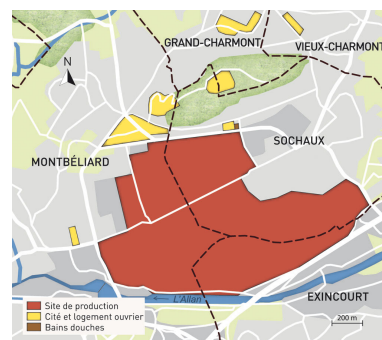 GRAND-CHARMONT
VIEUX-CHARMONT
N
SOCHAUX
MONTBÉLIARD
L'Allan
EXINCOURT
Site de production
Cité et logement ouvrier
Bains douches
200 m